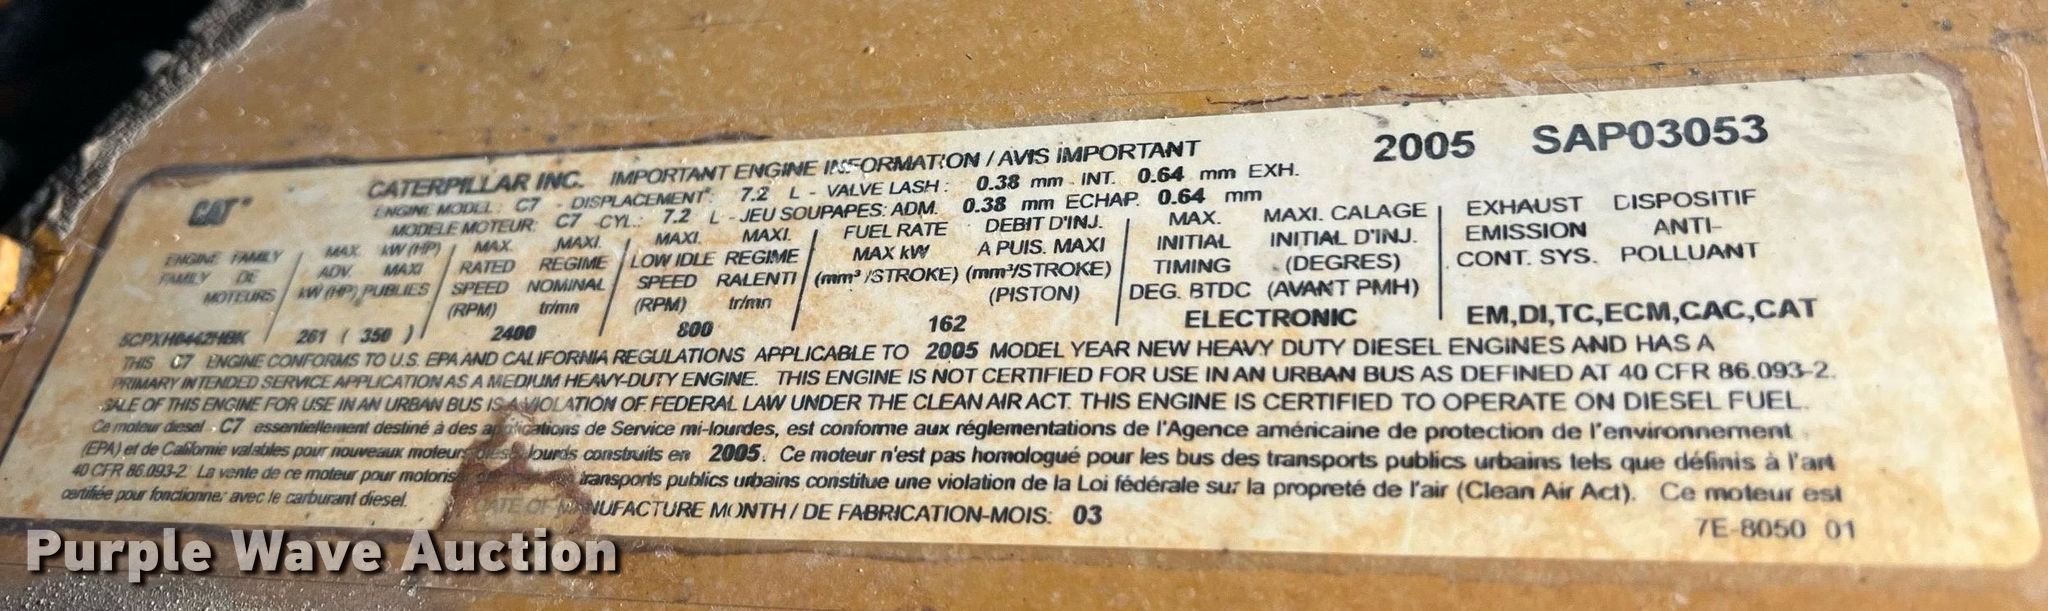 2005 SAP03053
CAT
CATERPILLAR INC. IMPORTANT ENGINE INFORMATION / AVIS IMPORTANT
ENGINE MODEL: C7 - DISPLACEMENT: 7.2 L - VALVE LASH: 0.38 mm - INT. 0.64 mm EXH.
MODELE MOTEUR: C7 -CYL.: 7.2 L - JEU SOUPAPES: ADM. 0.38 mm ECHAP. 0.64 mm
ENGINE FAMILY
FAMILY DE
MOTEURS
5CPXH0442HBK
MAX. kW (HP)
ADV. MAXI
kW (HP) PUBLIES
261 ( 350 )
MAX. MAXI.
RATED REGIME
SPEED NOMINAL
(RPM) tr/mn
2400
MAXI. MAXI.
LOW IDLE REGIME
SPEED RALENTI
(RPM) tr/mn
800
FUEL RATE DEBIT D'INJ.
MAX kW A PUIS. MAXI
(mm³ /STROKE) (mm³/STROKE)
(PISTON)
162
MAX. MAXI. CALAGE
INITIAL INITIAL D'INJ.
TIMING (DEGRES)
DEG. BTDC (AVANT PMH)
ELECTRONIC
EXHAUST DISPOSITIF
EMISSION ANTI-
CONT. SYS. POLLUANT
EM,DI,TC,ECM,CAC,CAT
THIS C7 ENGINE CONFORMS TO U.S. EPA AND CALIFORNIA REGULATIONS APPLICABLE TO 2005 MODEL YEAR NEW HEAVY DUTY DIESEL ENGINES AND HAS A
PRIMARY INTENDED SERVICE APPLICATION AS A MEDIUM HEAVY-DUTY ENGINE. THIS ENGINE IS NOT CERTIFIED FOR USE IN AN URBAN BUS AS DEFINED AT 40 CFR 86.093-2.
SALE OF THIS ENGINE FOR USE IN AN URBAN BUS IS A VIOLATION OF FEDERAL LAW UNDER THE CLEAN AIR ACT. THIS ENGINE IS CERTIFIED TO OPERATE ON DIESEL FUEL.
Ce moteur diesel C7 essentiellement destiné à des applications de Service mi-lourdes, est conforme aux réglementations de l'Agence américaine de protection de l'environnement
(EPA) et de Californie valables pour nouveaux moteurs diesel lourds construits en 2005. Ce moteur n'est pas homologué pour les bus des transports publics urbains tels que définis à l'art
40 CFR 86.093-2 La vente de ce moteur pour transports publics urbains constitue une violation de la Loi fédérale sur la propreté de l'air (Clean Air Act). Ce moteur est
certifiée pour fonctionner avec le carburant diesel.
DATE OF MANUFACTURE MONTH / DE FABRICATION-MOIS: 03
7E-8050 01
Purple Wave Auction